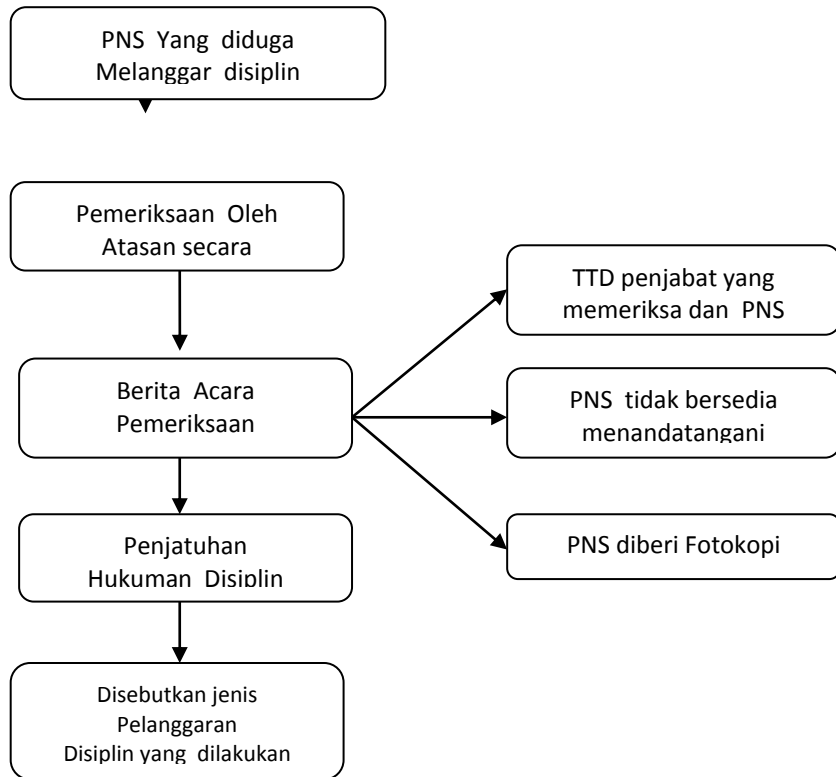 PNS Yang diduga
Melanggar disiplin
Pemeriksaan Oleh
Atasan secara
TTD penjabat yang
memeriksa dan PNS
Berita Acara
Pemeriksaan
PNS tidak bersedia
menandatangani
Penjatuhan
Hukuman Disiplin
PNS diberi Fotokopi
Disebutkan jenis
Pelanggaran
Disiplin yang dilakukan